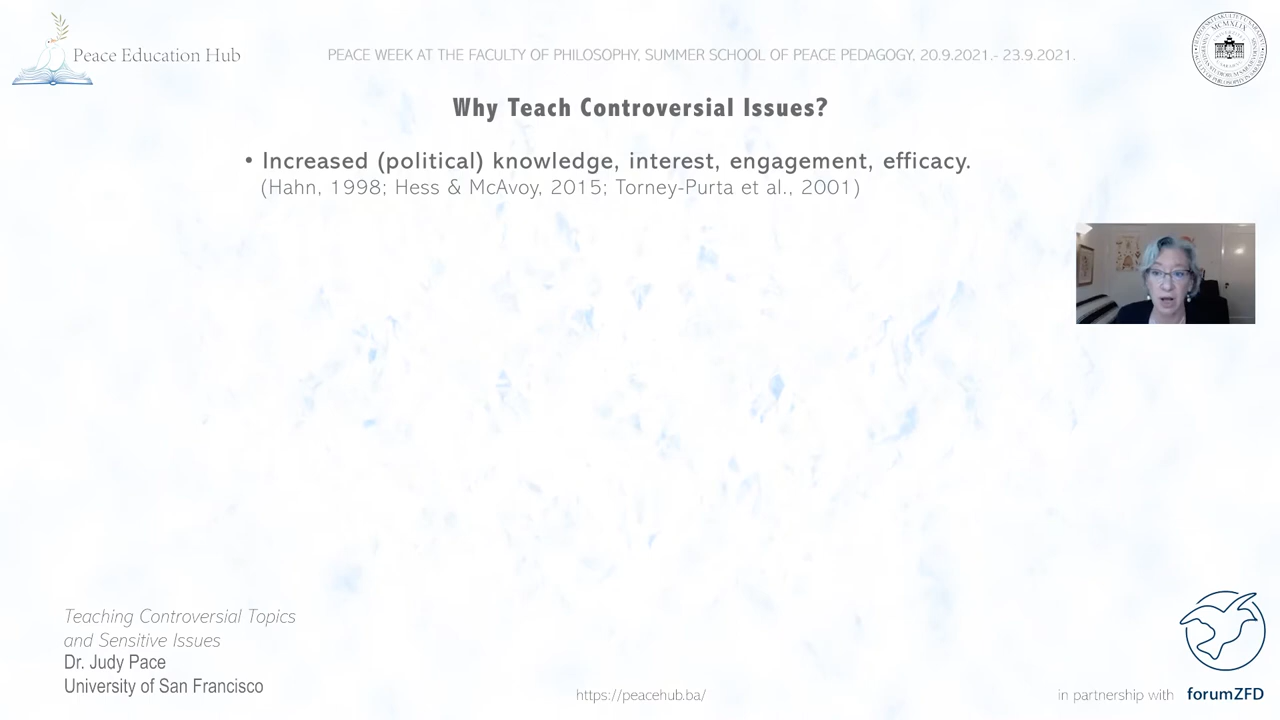 Peace Education Hub
PEACE WEEK AT THE FACULTY OF PHILOSOPHY, SUMMER SCHOOL OF PEACE PEDAGOGY, 20.9.2021.- 23.9.2021.
Why Teach Controversial Issues?
• Increased (political) knowledge, interest, engagement, efficacy.
(Hahn, 1998; Hess & McAvoy, 2015; Torney-Purta et al., 2001)
Teaching Controversial Topics
and Sensitive Issues
Dr. Judy Pace
University of San Francisco
https://peacehub.ba/
in partnership with forumZFD